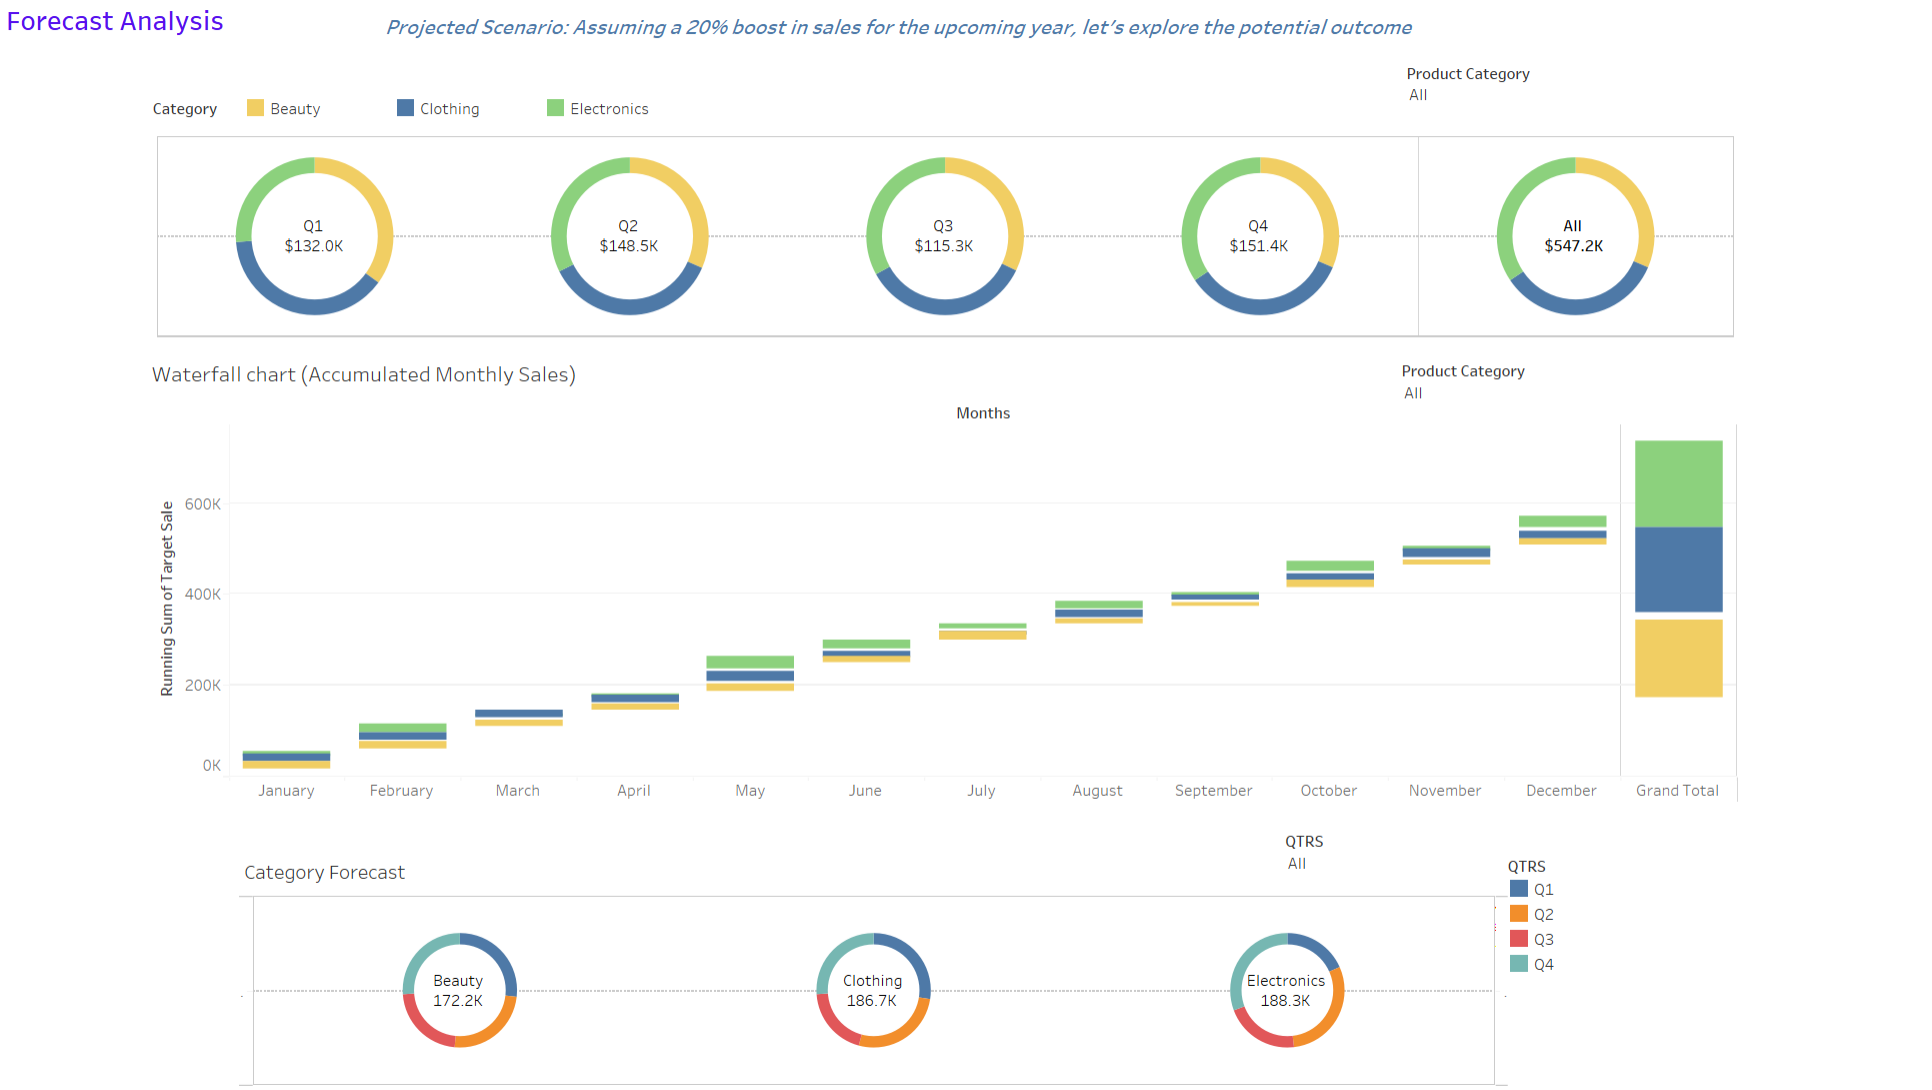 Forecast Analysis
Projected Scenario: Assuming a 20% boost in sales for the upcoming year, let’s explore the potential outcome
Product Category
All
Category Beauty Clothing Electronics
Q1 Q2 Q3 Q4 All
$132.0K $148.5K $115.3K $151.4K $547.2K
Waterfall chart (Accumulated Monthly Sales)
Product Category
All
Months
Running Sum of Target Sale
600K
400K
200K
0K
January February March April May June July August September October November December Grand Total
QTRS
All
Category Forecast
QTRS
Q1
Q2
Q3
Q4
Beauty Clothing Electronics
172.2K 186.7K 188.3K